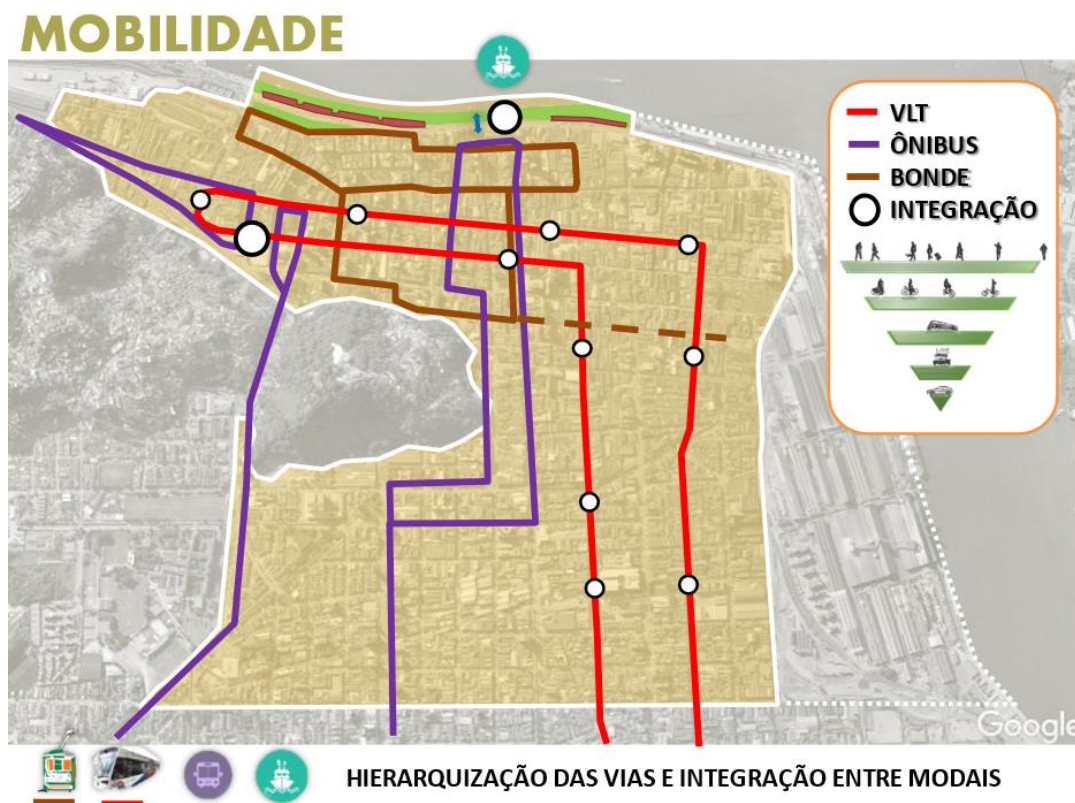 MOBILIDADE
VLT
ÔNIBUS
BONDE
INTEGRAÇÃO
Google
HIERARQUIZAÇÃO DAS VIAS E INTEGRAÇÃO ENTRE MODAIS